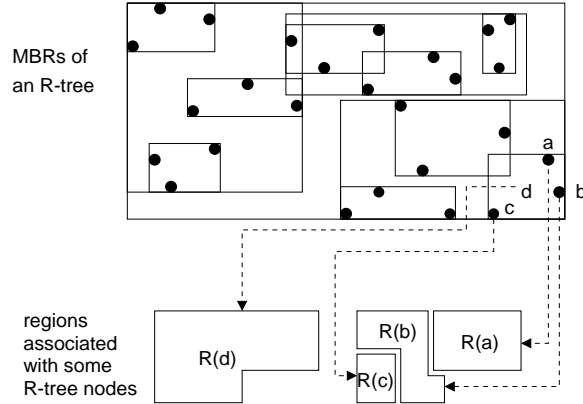 MBRs of
an R-tree
a
d
b
c
regions
associated
with some
R-tree nodes
R(d)
R(b)
R(a)
R(c)